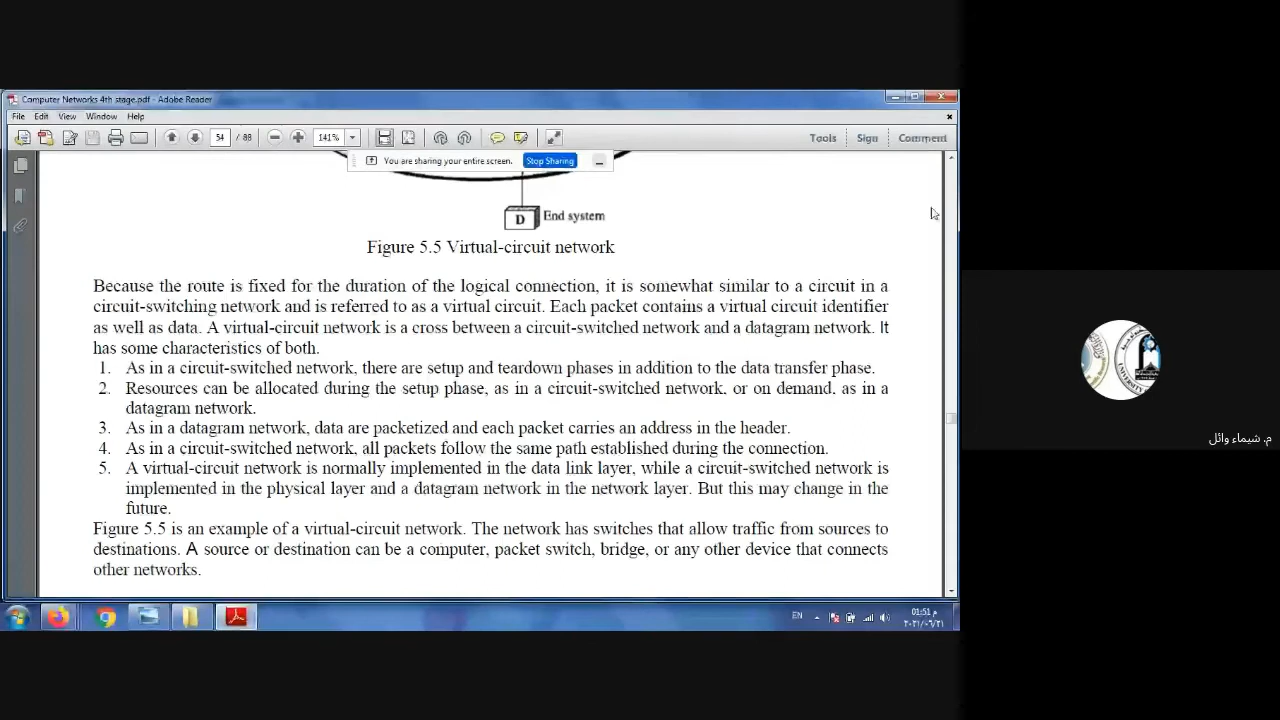 Computer Networks 4th stage.pdf - Adobe Reader
File Edit View Window Help
54 / 88 141% Tools Sign Comment
You are sharing your entire screen. Stop Sharing
D End system
Figure 5.5 Virtual-circuit network
Because the route is fixed for the duration of the logical connection, it is somewhat similar to a circuit in a
circuit-switching network and is referred to as a virtual circuit. Each packet contains a virtual circuit identifier
as well as data. A virtual-circuit network is a cross between a circuit-switched network and a datagram network. It
has some characteristics of both.
1. As in a circuit-switched network, there are setup and teardown phases in addition to the data transfer phase.
2. Resources can be allocated during the setup phase, as in a circuit-switched network, or on demand, as in a
datagram network.
3. As in a datagram network, data are packetized and each packet carries an address in the header.
4. As in a circuit-switched network, all packets follow the same path established during the connection.
5. A virtual-circuit network is normally implemented in the data link layer, while a circuit-switched network is
implemented in the physical layer and a datagram network in the network layer. But this may change in the
future.
Figure 5.5 is an example of a virtual-circuit network. The network has switches that allow traffic from sources to
destinations. A source or destination can be a computer, packet switch, bridge, or any other device that connects
other networks.
م. شيماء وائل
EN
01:51 م
٢٠٢١/٠٦/٢١